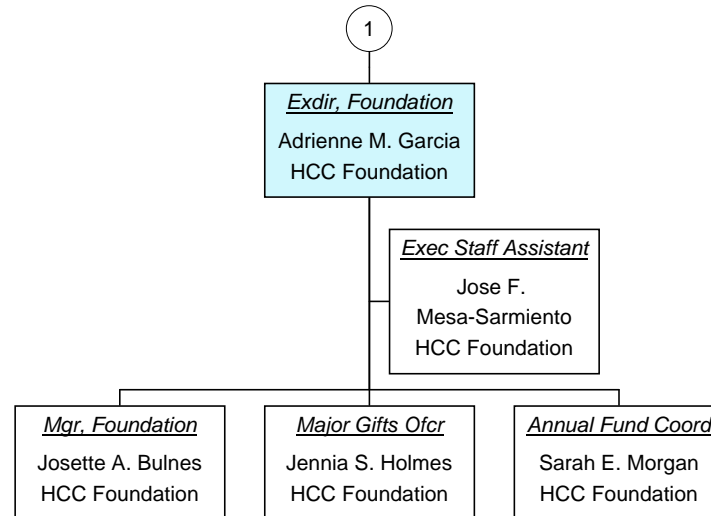 1
Exdir, Foundation
Adrienne M. Garcia
HCC Foundation
Exec Staff Assistant
Jose F.
Mesa-Sarmiento
HCC Foundation
Mgr, Foundation
Josette A. Bulnes
HCC Foundation
Major Gifts Ofcr
Jennia S. Holmes
HCC Foundation
Annual Fund Coord
Sarah E. Morgan
HCC Foundation